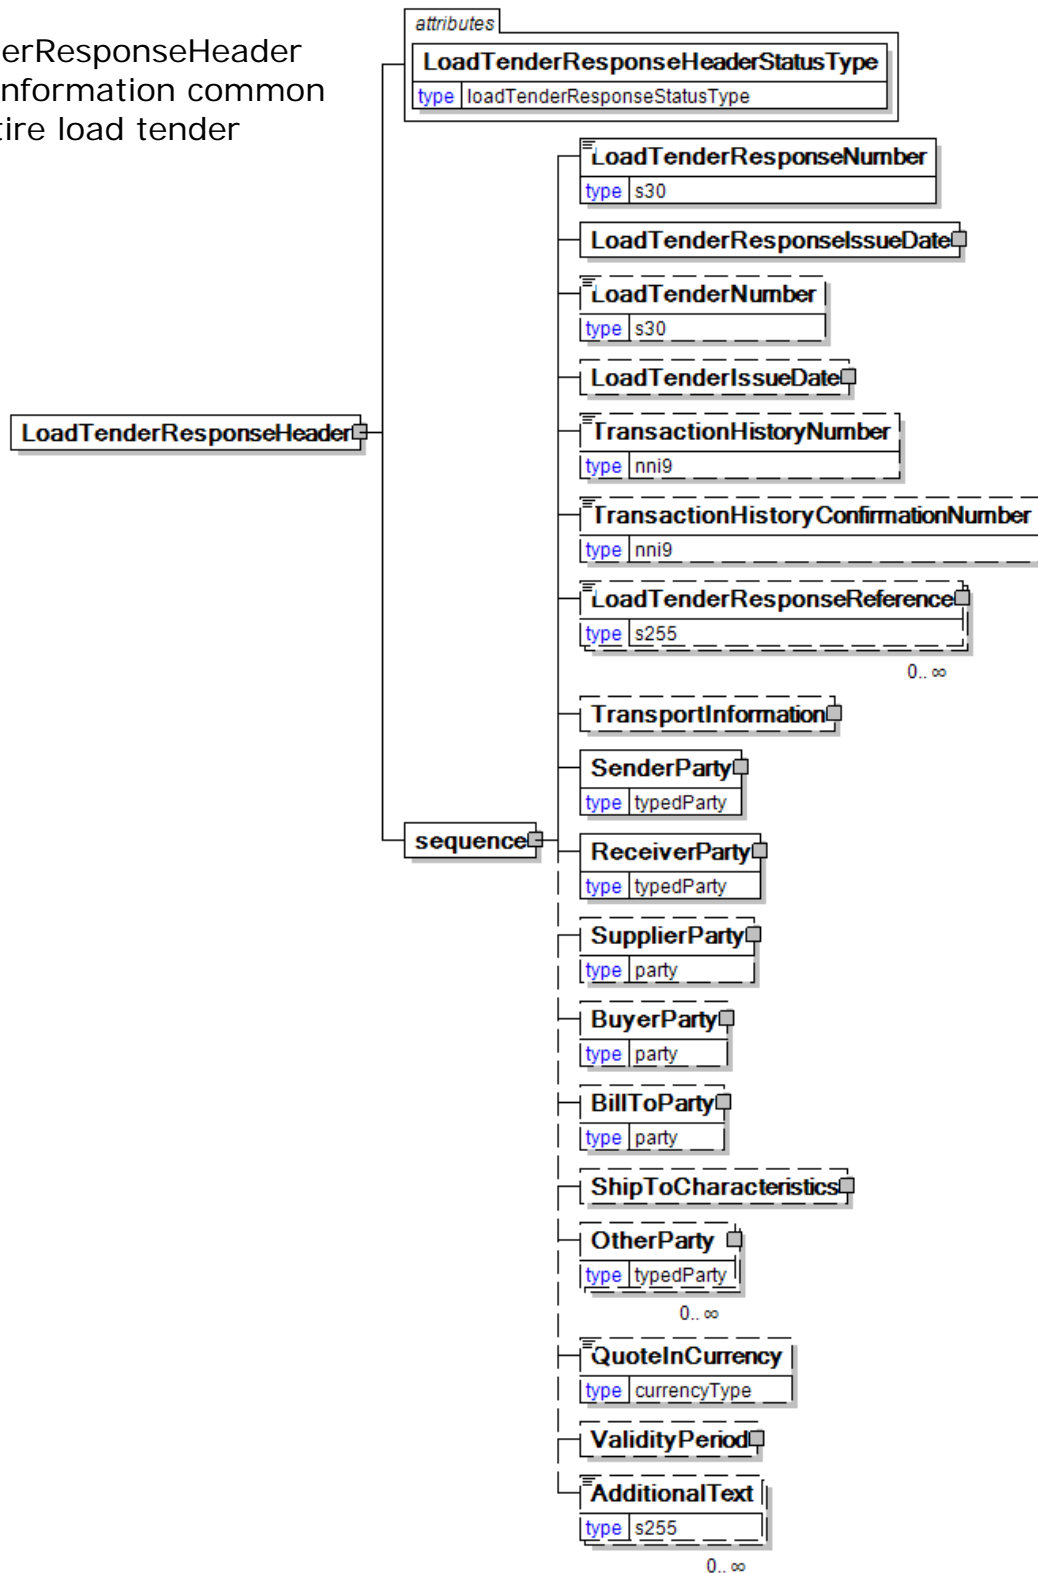 derResponseHeader
information common
tire load tender
attributes
LoadTenderResponseHeaderStatusType
type loadTenderResponseStatusType
LoadTenderResponseNumber
type s30
LoadTenderResponseIssueDate
LoadTenderNumber
type s30
LoadTenderIssueDate
LoadTenderResponseHeader
TransactionHistoryNumber
type nni9
TransactionHistoryConfirmationNumber
type nni9
LoadTenderResponseReference
type s255
0.. ∞
TransportInformation
SenderParty
type typedParty
sequence
ReceiverParty
type typedParty
SupplierParty
type party
BuyerParty
type party
BillToParty
type party
ShipToCharacteristics
OtherParty
type typedParty
0.. ∞
QuoteInCurrency
type currencyType
ValidityPeriod
AdditionalText
type s255
0.. ∞